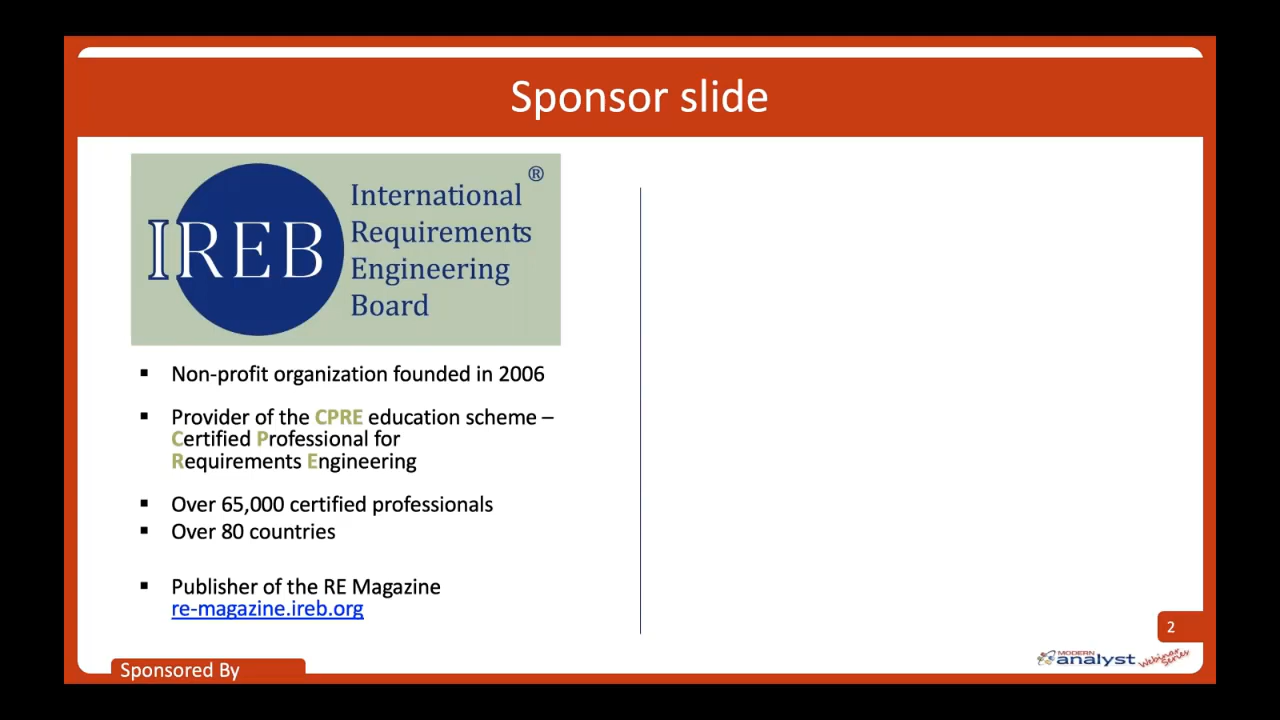 Sponsor slide
IREB
International
Requirements
Engineering
Board
®
▪ Non-profit organization founded in 2006
▪ Provider of the CPRE education scheme –
Certified Professional for
Requirements Engineering
▪ Over 65,000 certified professionals
▪ Over 80 countries
▪ Publisher of the RE Magazine
re-magazine.ireb.org
2
Sponsored By
MODERN
analyst
Webinar
Series